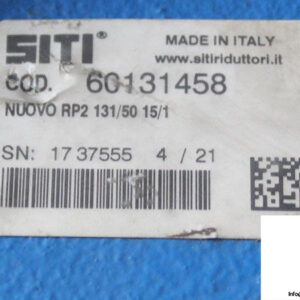 SITI®
MADE IN ITALY
www.sitiriduttori.it
COD. 60131458
NUOVO RP2 131/50 15/1
SN: 17 37555 4 / 21